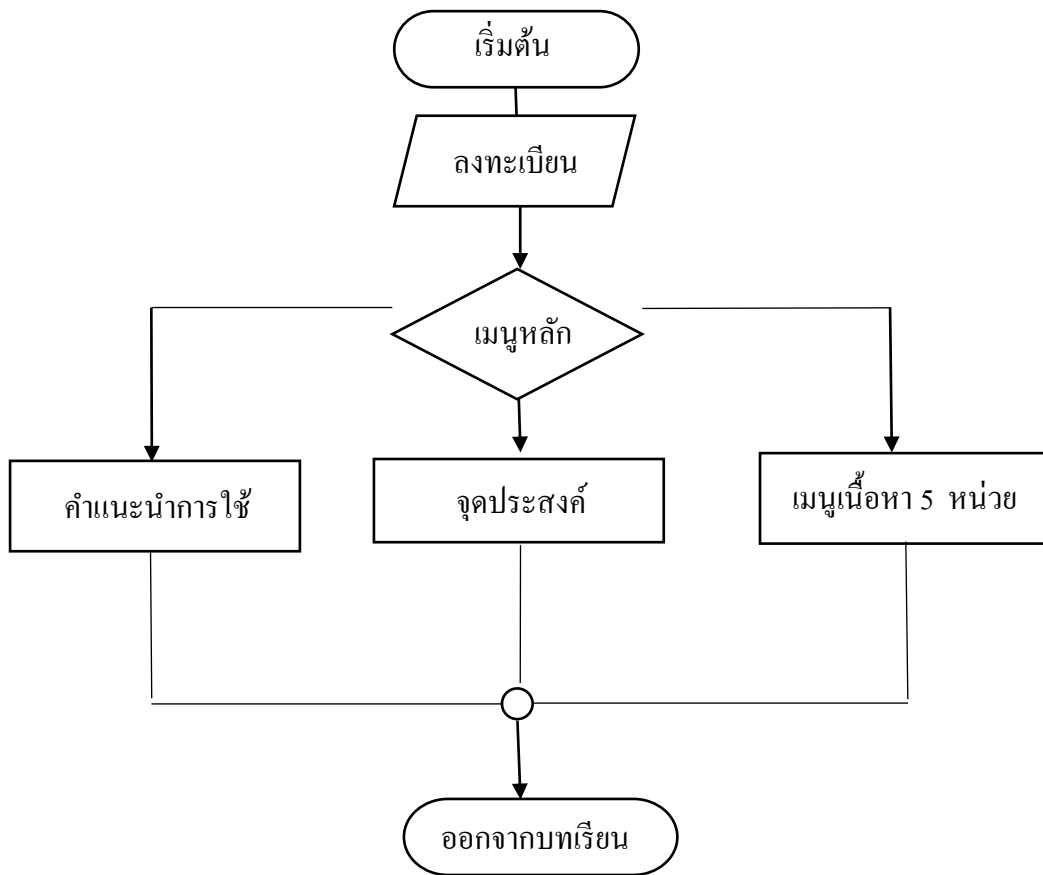 เริ่มต้น
ลงทะเบียน
เมนูหลัก
คำแนะนำการใช้
จุดประสงค์
เมนูเนื้อหา 5 หน่วย
ออกจากบทเรียน